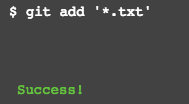 $ git add '*.txt'
Success!